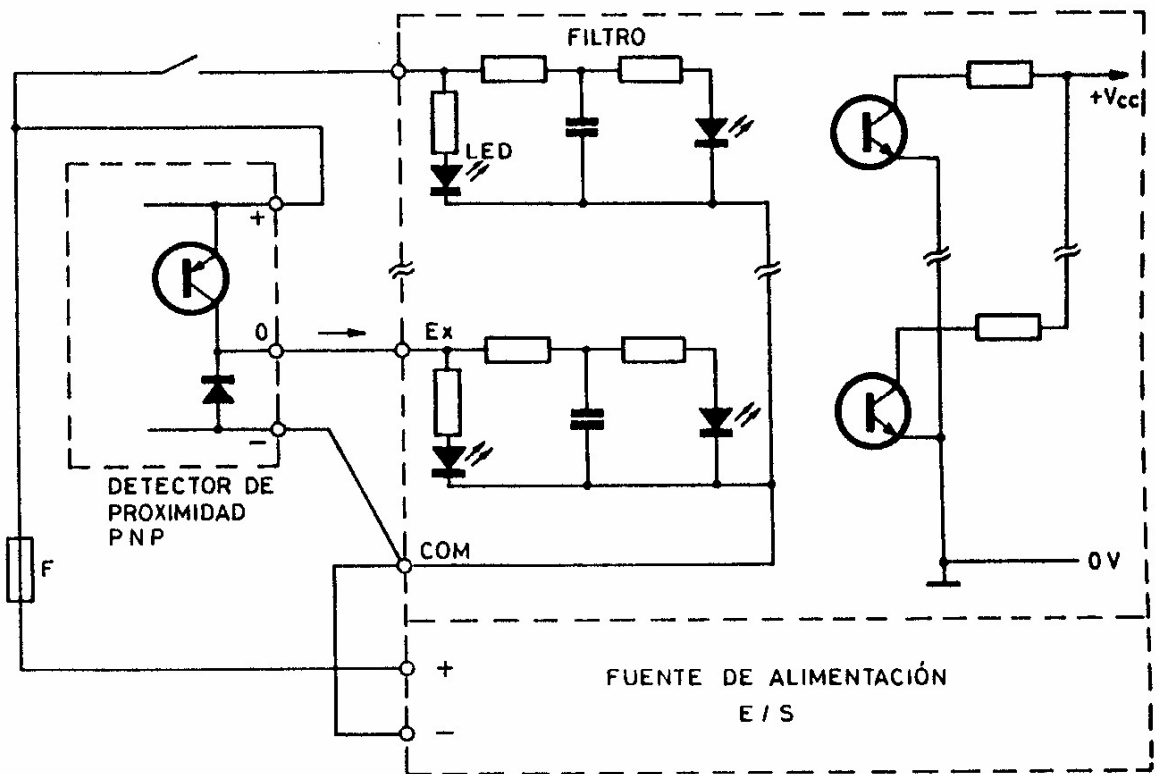 FILTRO
+Vcc
LED
+
0
Ex
-
DETECTOR DE
PROXIMIDAD
PNP
COM
F
0V
+
FUENTE DE ALIMENTACIÓN
E/S
-